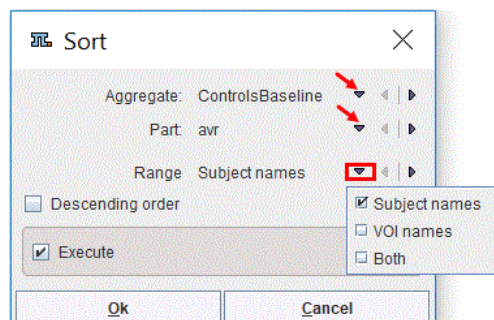 Sort
Aggregate: ControlsBaseline
Part: avr
Range Subject names
Descending order
Subject names
VOI names
Both
Execute
Ok Cancel